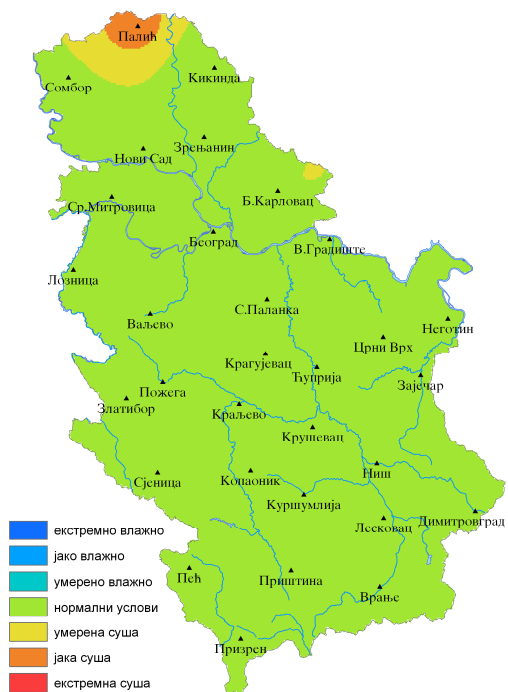 Палић
Кикинда
Сомбор
Зрењанин
Нови Сад
Б.Карловац
Ср.Митровица
Београд
В.Градиште
Лозница
С.Паланка
Ваљево
Неготин
Црни Врх
Крагујевац
Ћуприја
Зајечар
Пожега
Златибор
Краљево
Крушевац
Сјеница
Копаоник
Ниш
Куршумлија
Лесковац
Димитровград
Пећ
Приштина
Врање
Призрен
екстремно влажно
јако влажно
умерено влажно
нормални услови
умерена суша
јака суша
екстремна суша